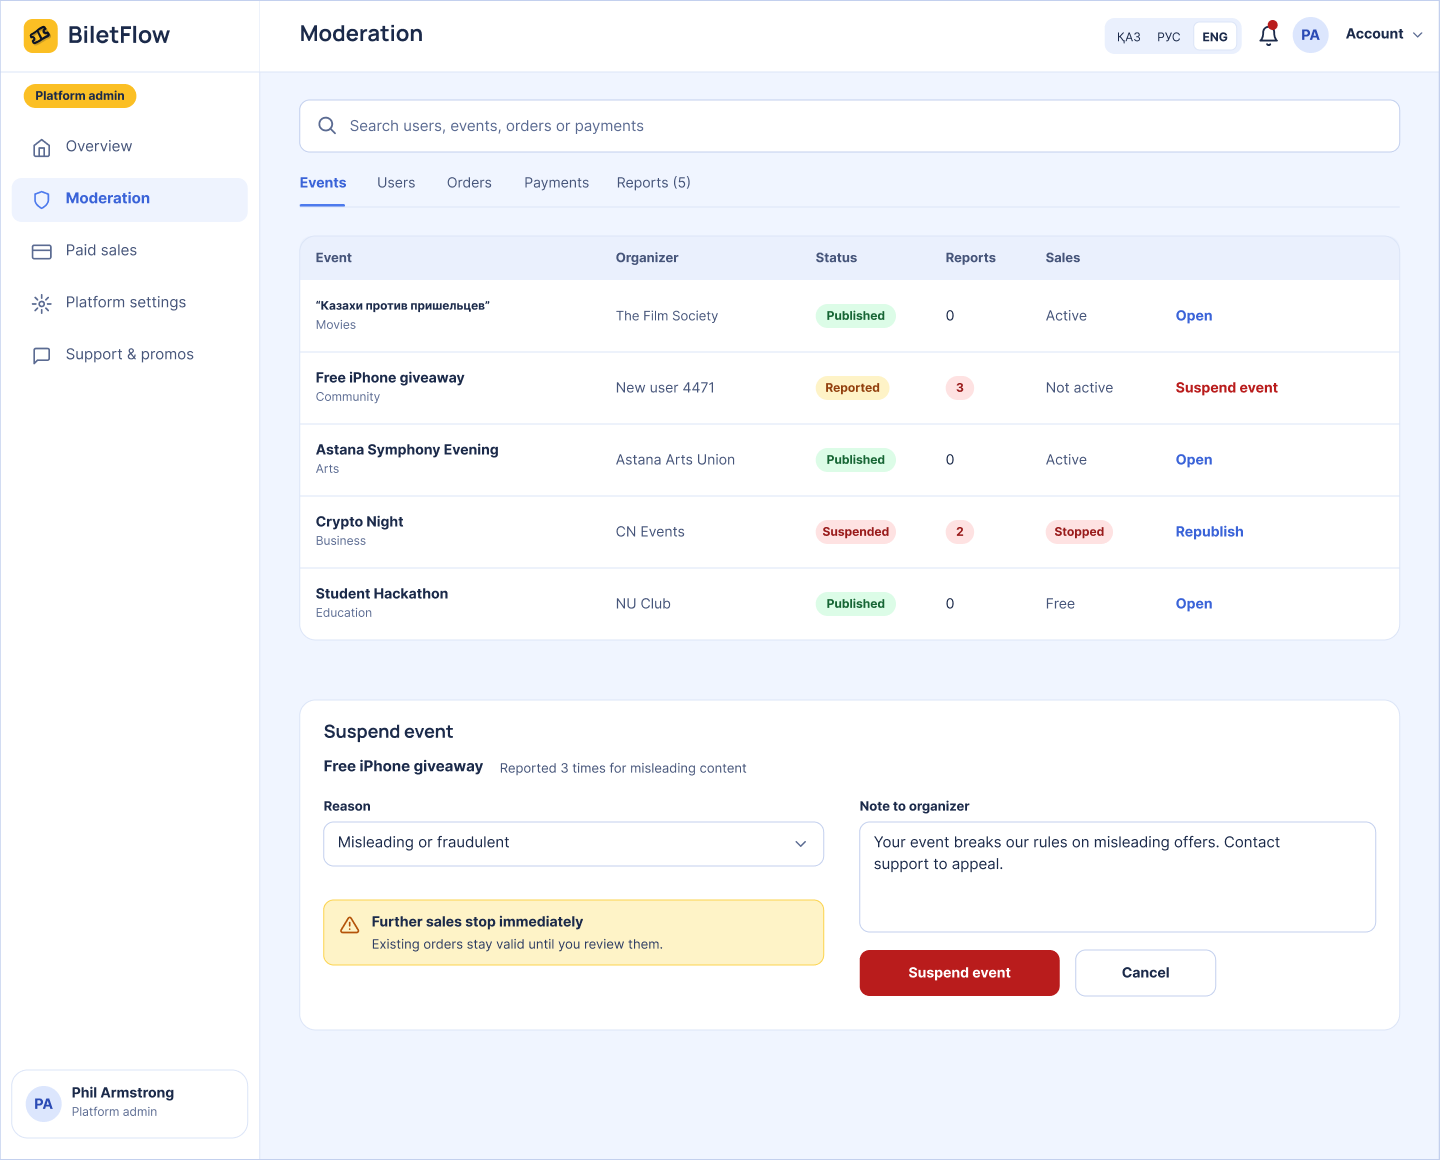 BiletFlow
Moderation
ҚАЗ РУС ENG
PA
Account
Platform admin
Overview
Moderation
Paid sales
Platform settings
Support & promos
Search users, events, orders or payments
Events Users Orders Payments Reports (5)
Event Organizer Status Reports Sales
“Казахи против пришельцев”
Movies
The Film Society Published 0 Active Open
Free iPhone giveaway
Community
New user 4471 Reported 3 Not active Suspend event
Astana Symphony Evening
Arts
Astana Arts Union Published 0 Active Open
Crypto Night
Business
CN Events Suspended 2 Stopped Republish
Student Hackathon
Education
NU Club Published 0 Free Open
Suspend event
Free iPhone giveaway Reported 3 times for misleading content
Reason
Misleading or fraudulent
Further sales stop immediately
Existing orders stay valid until you review them.
Note to organizer
Your event breaks our rules on misleading offers. Contact
support to appeal.
Suspend event Cancel
PA
Phil Armstrong
Platform admin